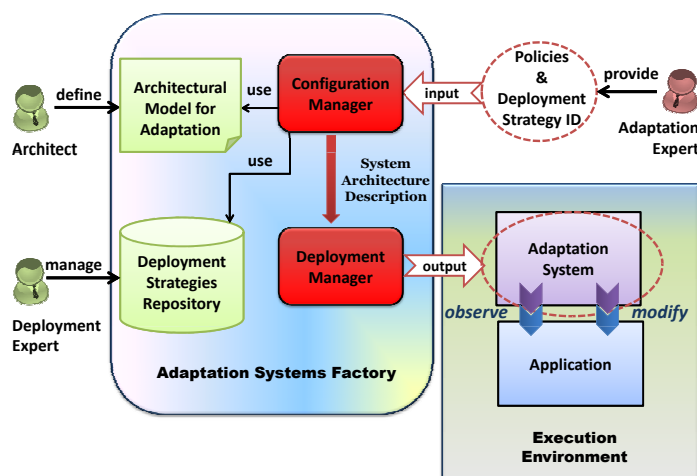 define
Architect
Architectural
Model for
Adaptation
use
Configuration
Manager
input
Policies
&
Deployment
Strategy ID
provide
Adaptation
Expert
use
System
Architecture
Description
manage
Deployment
Expert
Deployment
Strategies
Repository
Deployment
Manager
output
Adaptation
System
observe
modify
Application
Adaptation Systems Factory
Execution
Environment